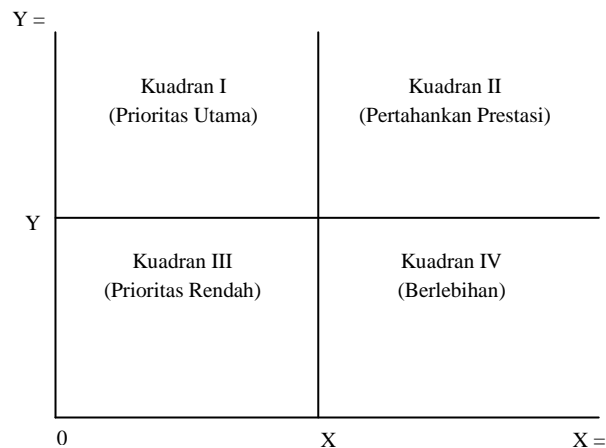 Y =
Kuadran I
(Prioritas Utama)
Kuadran II
(Pertahankan Prestasi)
Y
Kuadran III
(Prioritas Rendah)
Kuadran IV
(Berlebihan)
0
X
X =